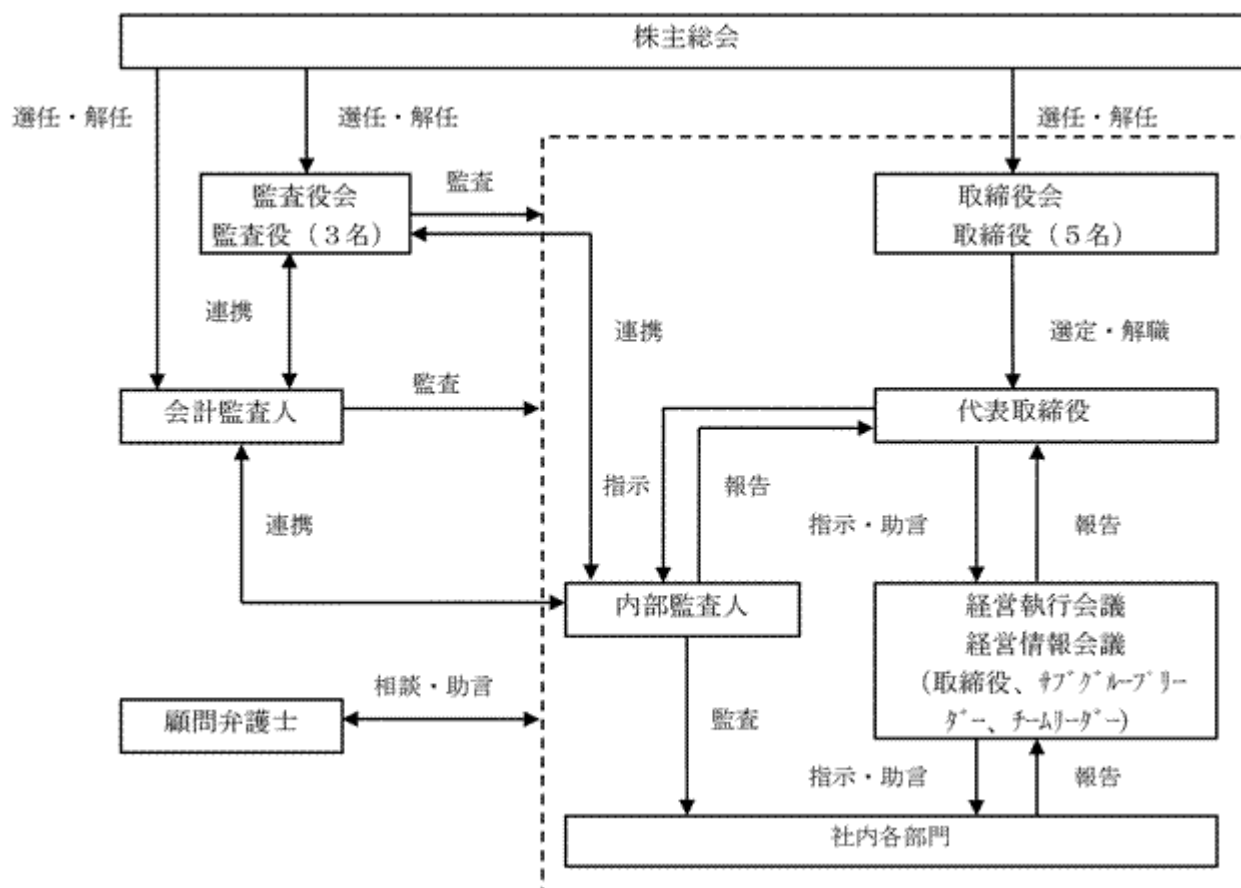 株主総会
選任・解任
選任・解任
選任・解任
監査役会
監査役（３名）
監査
取締役会
取締役（５名）
連携
連携
選定・解職
会計監査人
監査
代表取締役
連携
指示
報告
指示・助言
報告
内部監査人
経営執行会議
経営情報会議
（取締役、ｻﾌﾞｸﾞﾙｰﾌﾟﾘｰ
ﾀﾞｰ、ﾁｰﾑﾘｰﾀﾞｰ）
顧問弁護士
相談・助言
監査
指示・助言
報告
社内各部門